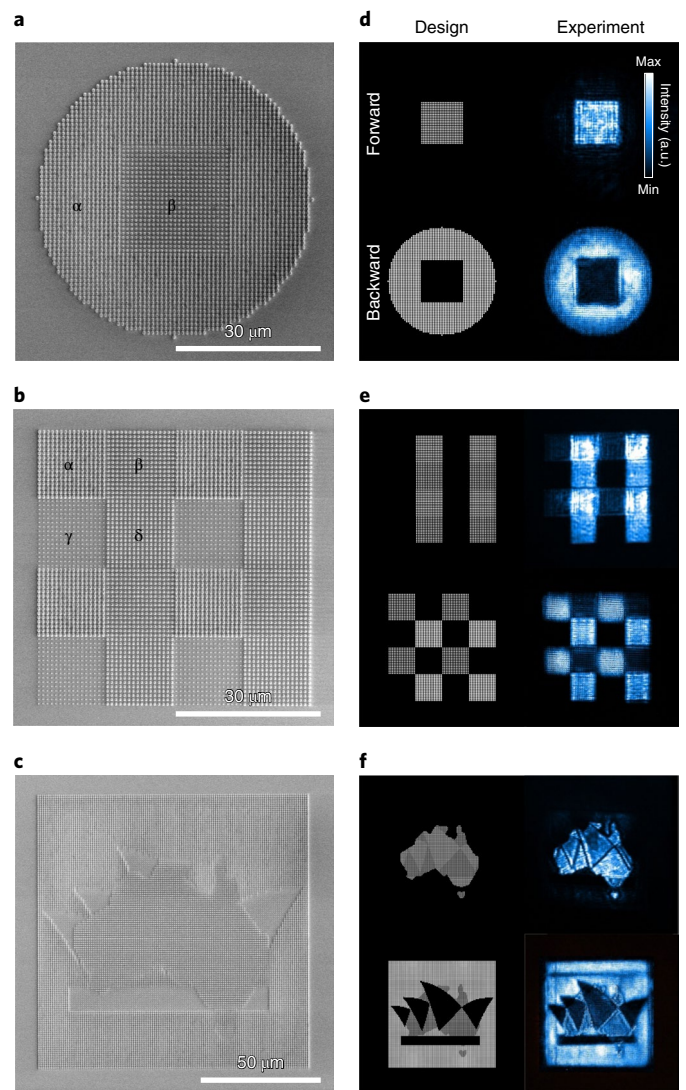 a
α
β
30 μm
b
α
β
γ
δ
30 μm
c
50 μm
d
Design
Experiment
Forward
Backward
Max
Intensity (a.u.)
Min
e
f